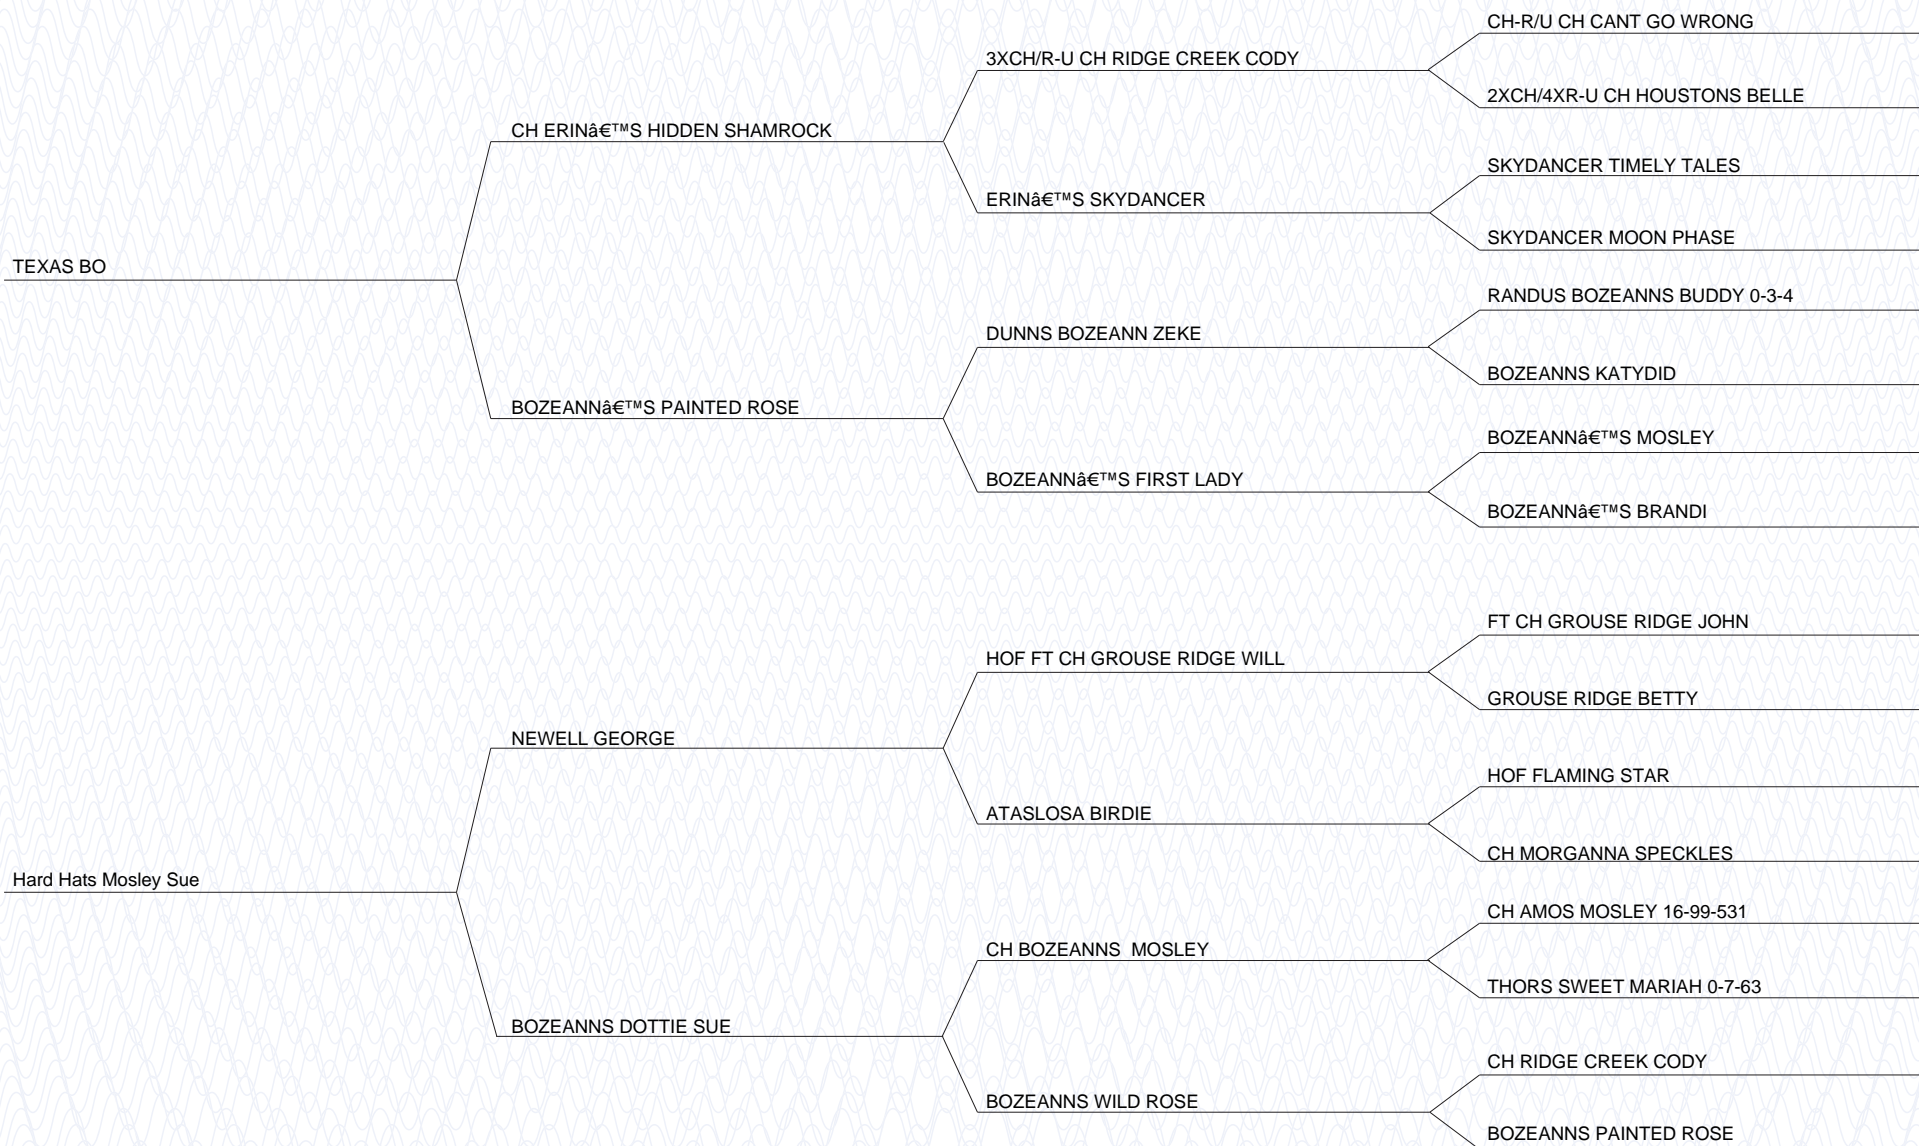 CH-R/U CH CANT GO WRONG
3XCH/R-U CH RIDGE CREEK CODY
2XCH/4XR-U CH HOUSTONS BELLE
CH ERINâ€™S HIDDEN SHAMROCK
SKYDANCER TIMELY TALES
ERINâ€™S SKYDANCER
SKYDANCER MOON PHASE
TEXAS BO
RANDUS BOZEANNS BUDDY 0-3-4
DUNNS BOZEANN ZEKE
BOZEANNS KATYDID
BOZEANNâ€™S PAINTED ROSE
BOZEANNâ€™S MOSLEY
BOZEANNâ€™S FIRST LADY
BOZEANNâ€™S BRANDI
FT CH GROUSE RIDGE JOHN
HOF FT CH GROUSE RIDGE WILL
GROUSE RIDGE BETTY
NEWELL GEORGE
HOF FLAMING STAR
ATASLOSA BIRDIE
CH MORGANNA SPECKLES
Hard Hats Mosley Sue
CH AMOS MOSLEY 16-99-531
CH BOZEANNS  MOSLEY
THORS SWEET MARIAH 0-7-63
BOZEANNS DOTTIE SUE
CH RIDGE CREEK CODY
BOZEANNS WILD ROSE
BOZEANNS PAINTED ROSE